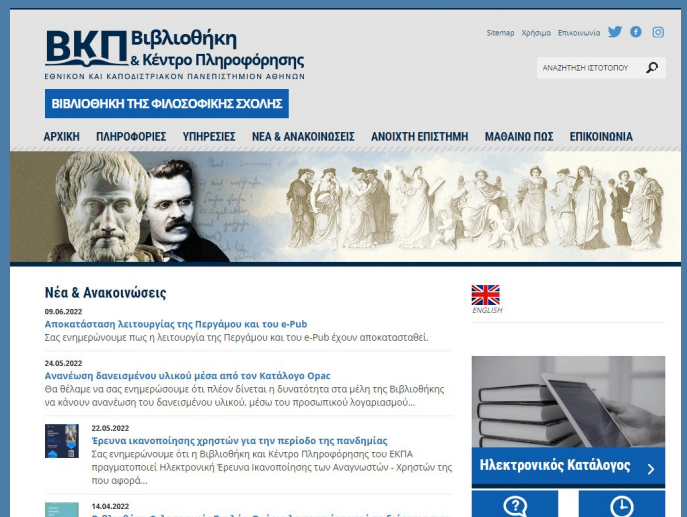 ΒΚΠ Βιβλιοθήκη
& Κέντρο Πληροφόρησης
ΕΘΝΙΚΟΝ ΚΑΙ ΚΑΠΟΔΙΣΤΡΙΑΚΟΝ ΠΑΝΕΠΙΣΤΗΜΙΟΝ ΑΘΗΝΩΝ
Sitemap Χρήσιμα Επικοινωνία
ΑΝΑΖΗΤΗΣΗ ΙΣΤΟΤΟΠΟΥ
ΒΙΒΛΙΟΘΗΚΗ ΤΗΣ ΦΙΛΟΣΟΦΙΚΗΣ ΣΧΟΛΗΣ
ΑΡΧΙΚΗ ΠΛΗΡΟΦΟΡΙΕΣ ΥΠΗΡΕΣΙΕΣ ΝΕΑ & ΑΝΑΚΟΙΝΩΣΕΙΣ ΑΝΟΙΧΤΗ ΕΠΙΣΤΗΜΗ ΜΑΘΑΙΝΩ ΠΩΣ ΕΠΙΚΟΙΝΩΝΙΑ
Νέα & Ανακοινώσεις
09.06.2022
Αποκατάσταση λειτουργίας της Περγάμου και του e-Pub
Σας ενημερώνουμε πως η λειτουργία της Περγάμου και του e-Pub έχουν αποκατασταθεί.
24.05.2022
Ανανέωση δανεισμένου υλικού μέσα από τον Κατάλογο Opac
Θα θέλαμε να σας ενημερώσουμε ότι πλέον δίνεται η δυνατότητα στα μέλη της Βιβλιοθήκης
να κάνουν ανανέωση του δανεισμένου υλικού, μέσω του προσωπικού λογαριασμού...
22.05.2022
Έρευνα ικανοποίησης χρηστών για την περίοδο της πανδημίας
Σας ενημερώνουμε ότι η Βιβλιοθήκη και Κέντρο Πληροφόρησης του ΕΚΠΑ
πραγματοποιεί Ηλεκτρονική Έρευνα Ικανοποίησης των Αναγνωστών - Χρηστών της
που αφορά...
14.04.2022
ENGLISH
Ηλεκτρονικός Κατάλογος